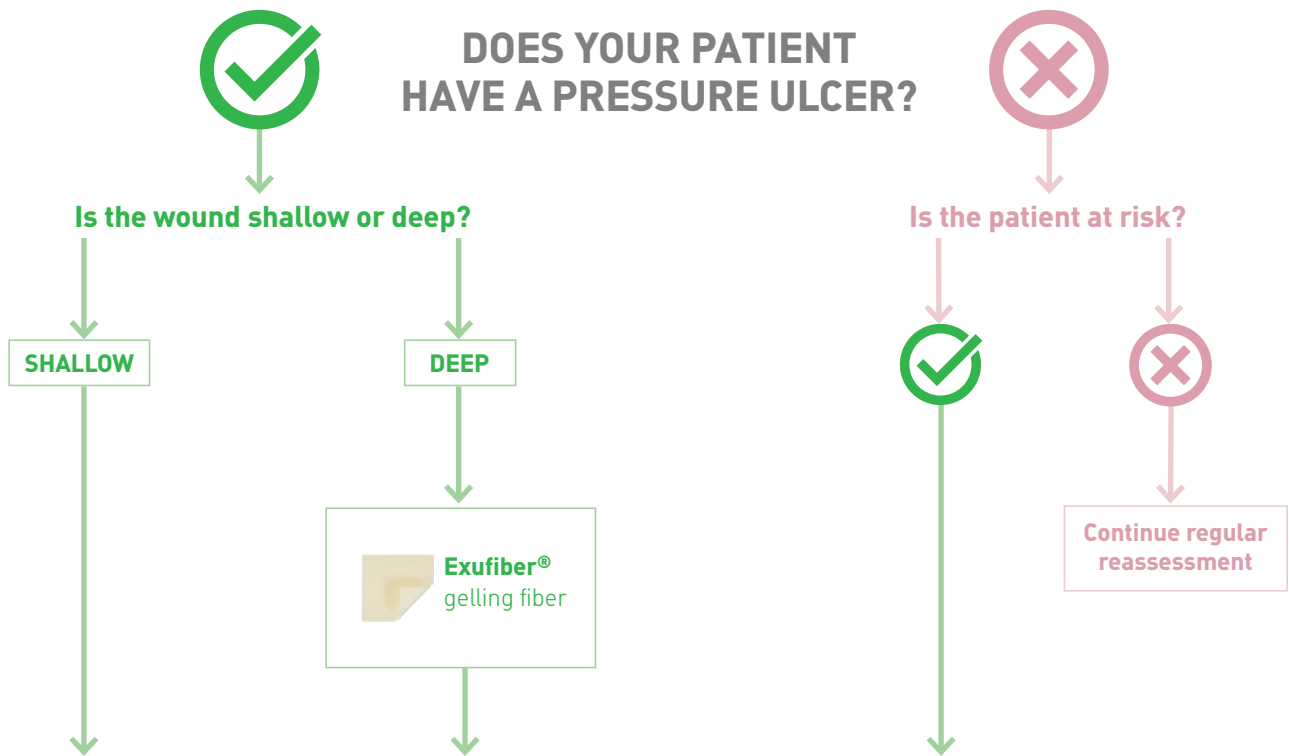 DOES YOUR PATIENT
HAVE A PRESSURE ULCER?
Is the wound shallow or deep?
Is the patient at risk?
SHALLOW
DEEP
Exufiber®
gelling fiber
Continue regular
reassessment